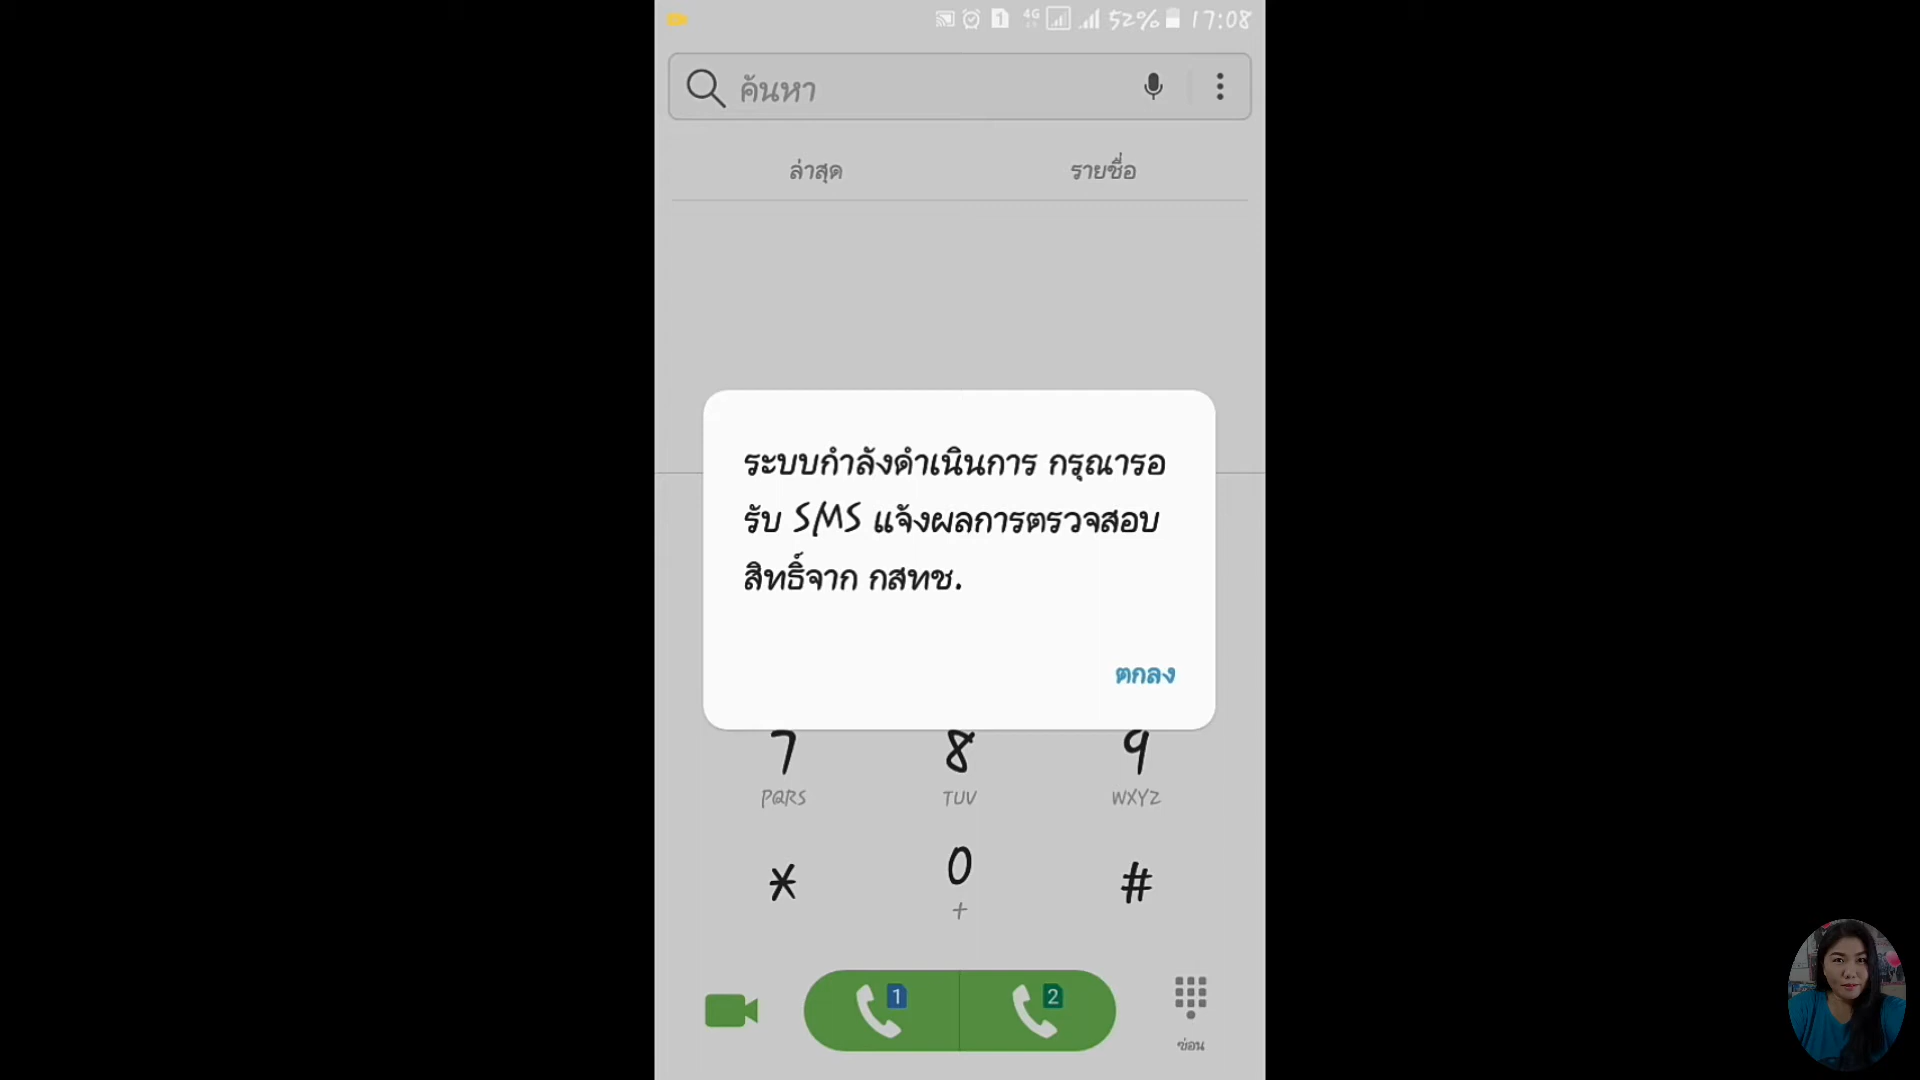 4G
1
52%
17:08
ค้นหา
ล่าสุด
รายชื่อ
ระบบกำลังดำเนินการ กรุณารอ
รับ SMS แจ้งผลการตรวจสอบ
สิทธิ์จาก กสทช.
ตกลง
7
8
9
PQRS
TUV
WXYZ
*
0
#
+
1
2
ซ่อน